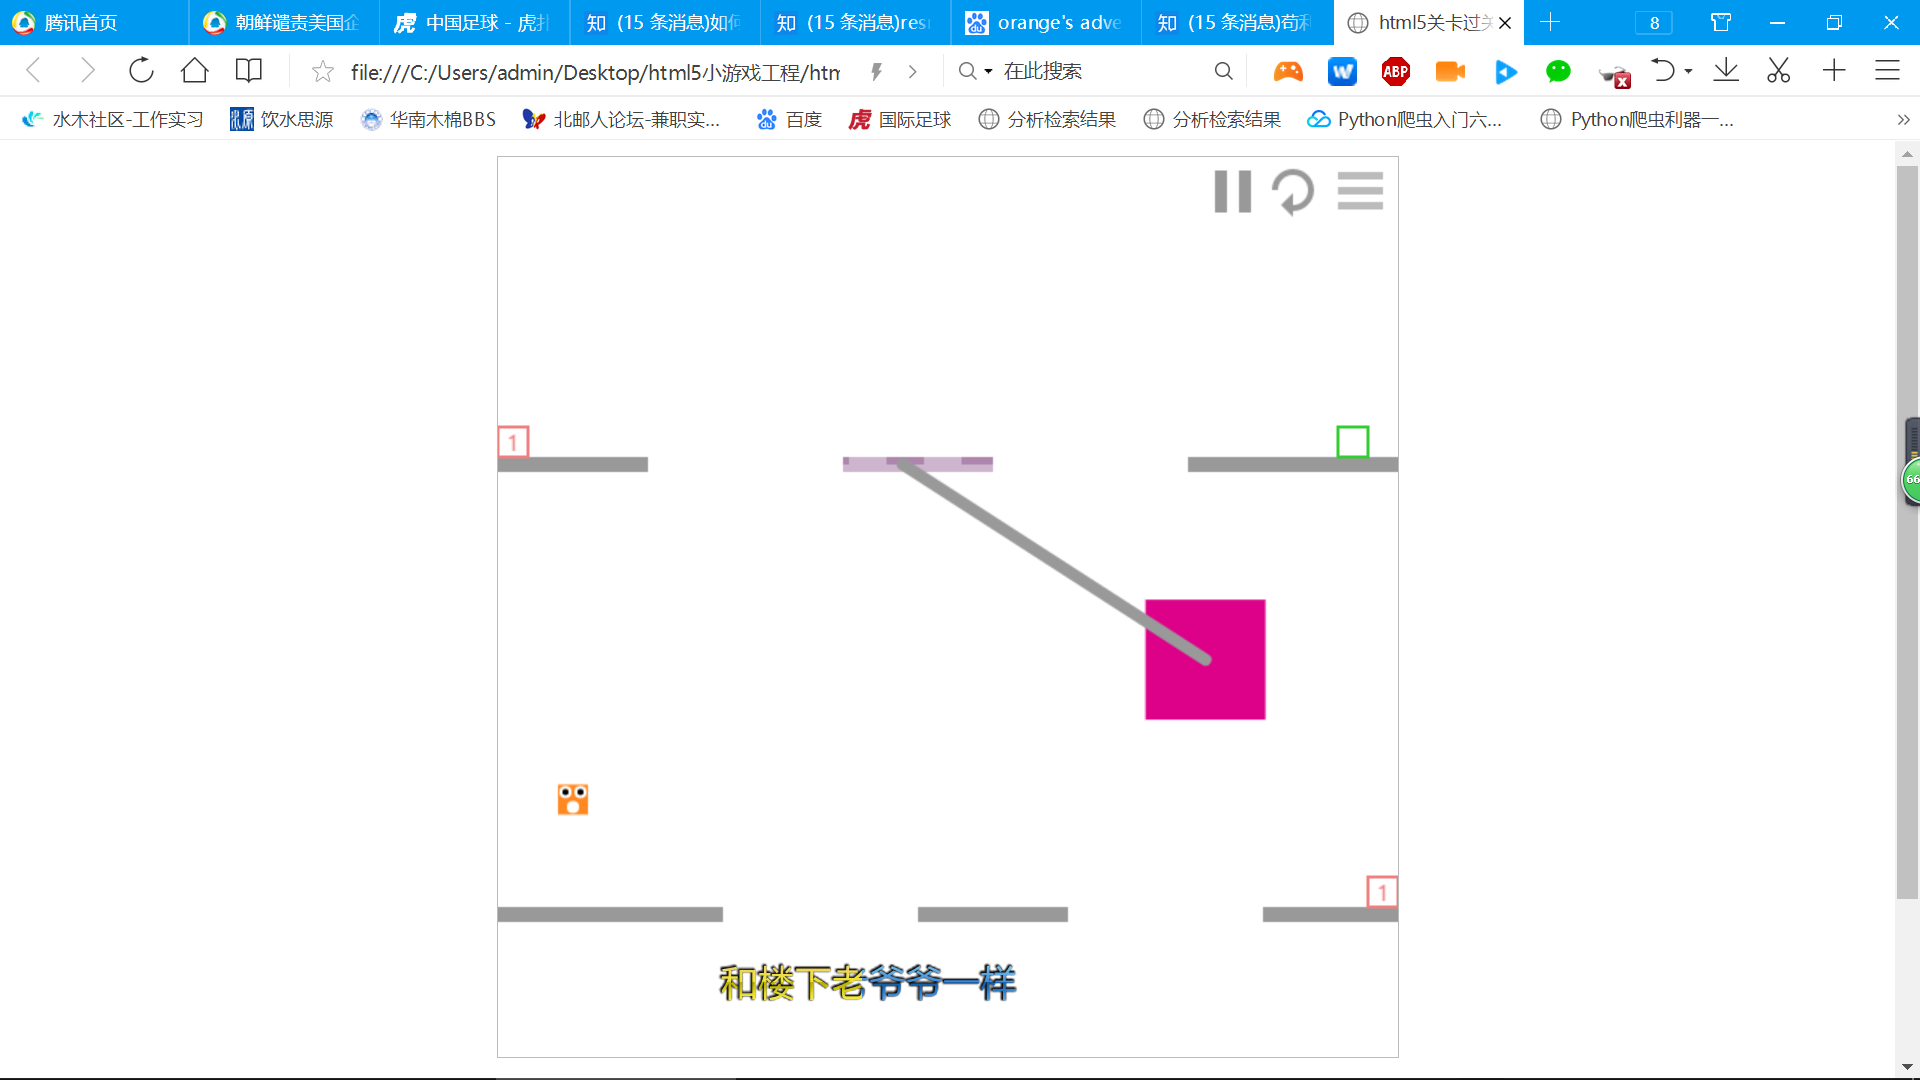 腾讯首页
朝鲜谴责美国企
中国足球 - 虎扑
(15 条消息)如何
(15 条消息)res
orange's adve
(15 条消息)苟利
html5关卡过关
8
file:///C:/Users/admin/Desktop/html5小游戏工程/htm
在此搜索
W
ABP
水木社区-工作实习
饮水思源
华南木棉BBS
北邮人论坛-兼职实...
百度
国际足球
分析检索结果
分析检索结果
Python爬虫入门六...
Python爬虫利器一...
1
66
1
和楼下老爷爷一样